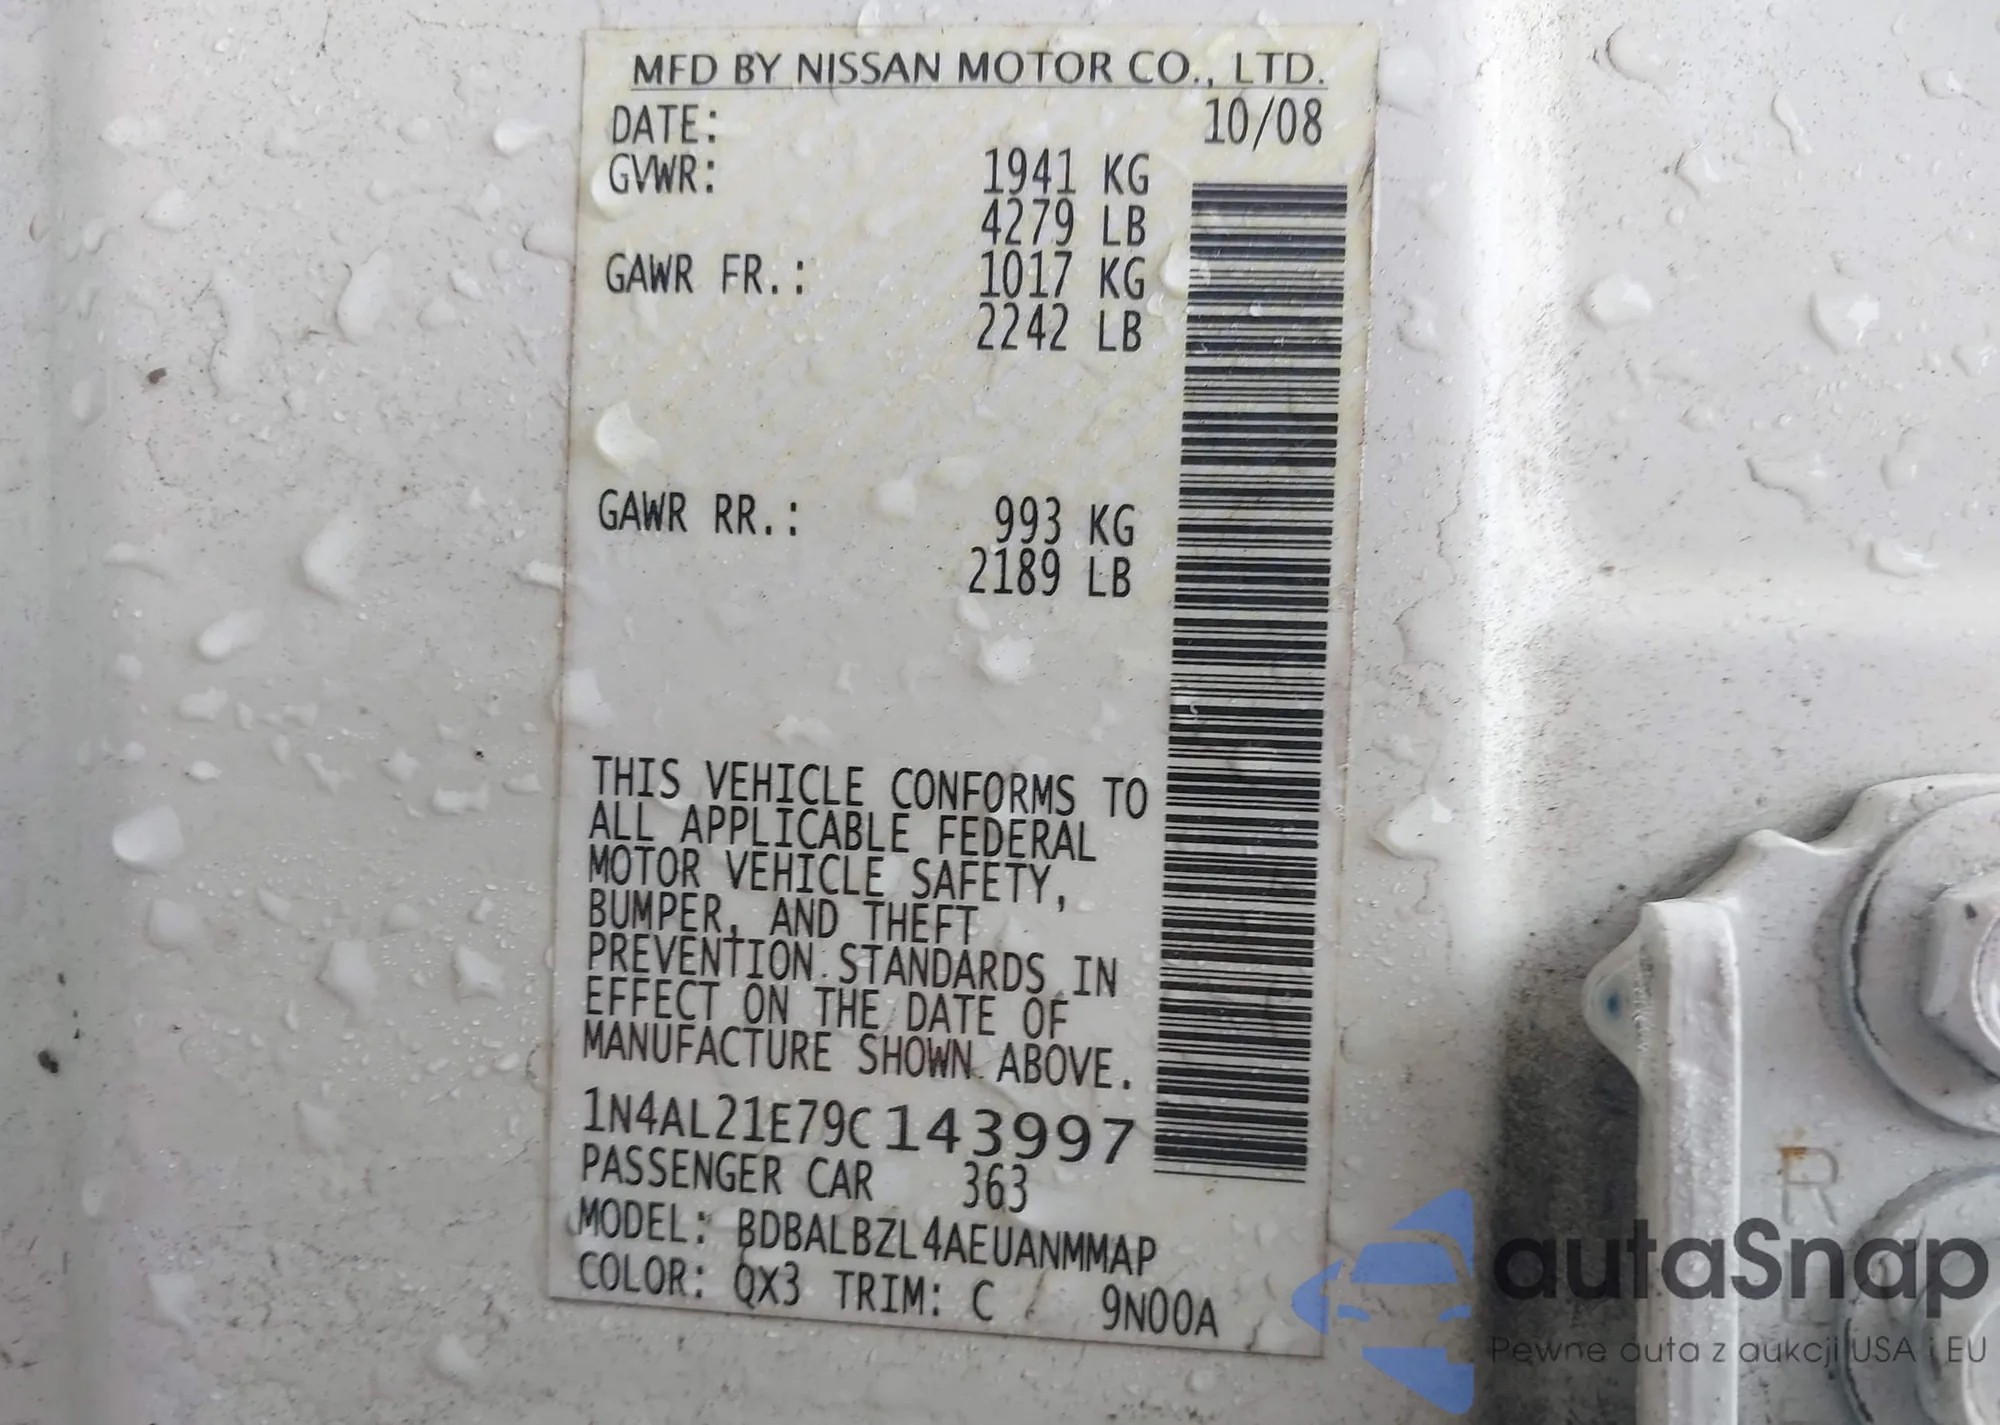 MFD BY NISSAN MOTOR CO., LTD.
DATE: 10/08
GVWR: 1941 KG
4279 LB
GAWR FR.: 1017 KG
2242 LB
GAWR RR.: 993 KG
2189 LB
THIS VEHICLE CONFORMS TO
ALL APPLICABLE FEDERAL
MOTOR VEHICLE SAFETY,
BUMPER, AND THEFT
PREVENTION STANDARDS IN
EFFECT ON THE DATE OF
MANUFACTURE SHOWN ABOVE.
1N4AL21E79C143997
PASSENGER CAR 363
MODEL: BDBALBZL4AEUANMMAP
COLOR: QX3 TRIM: C 9N00A
R
autaSnap
Pewne auta z aukcji USA i EU